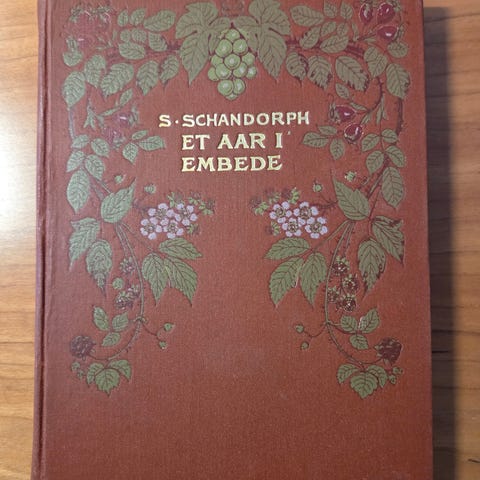 S. SCHANDORPH
ET AAR I
EMBEDE